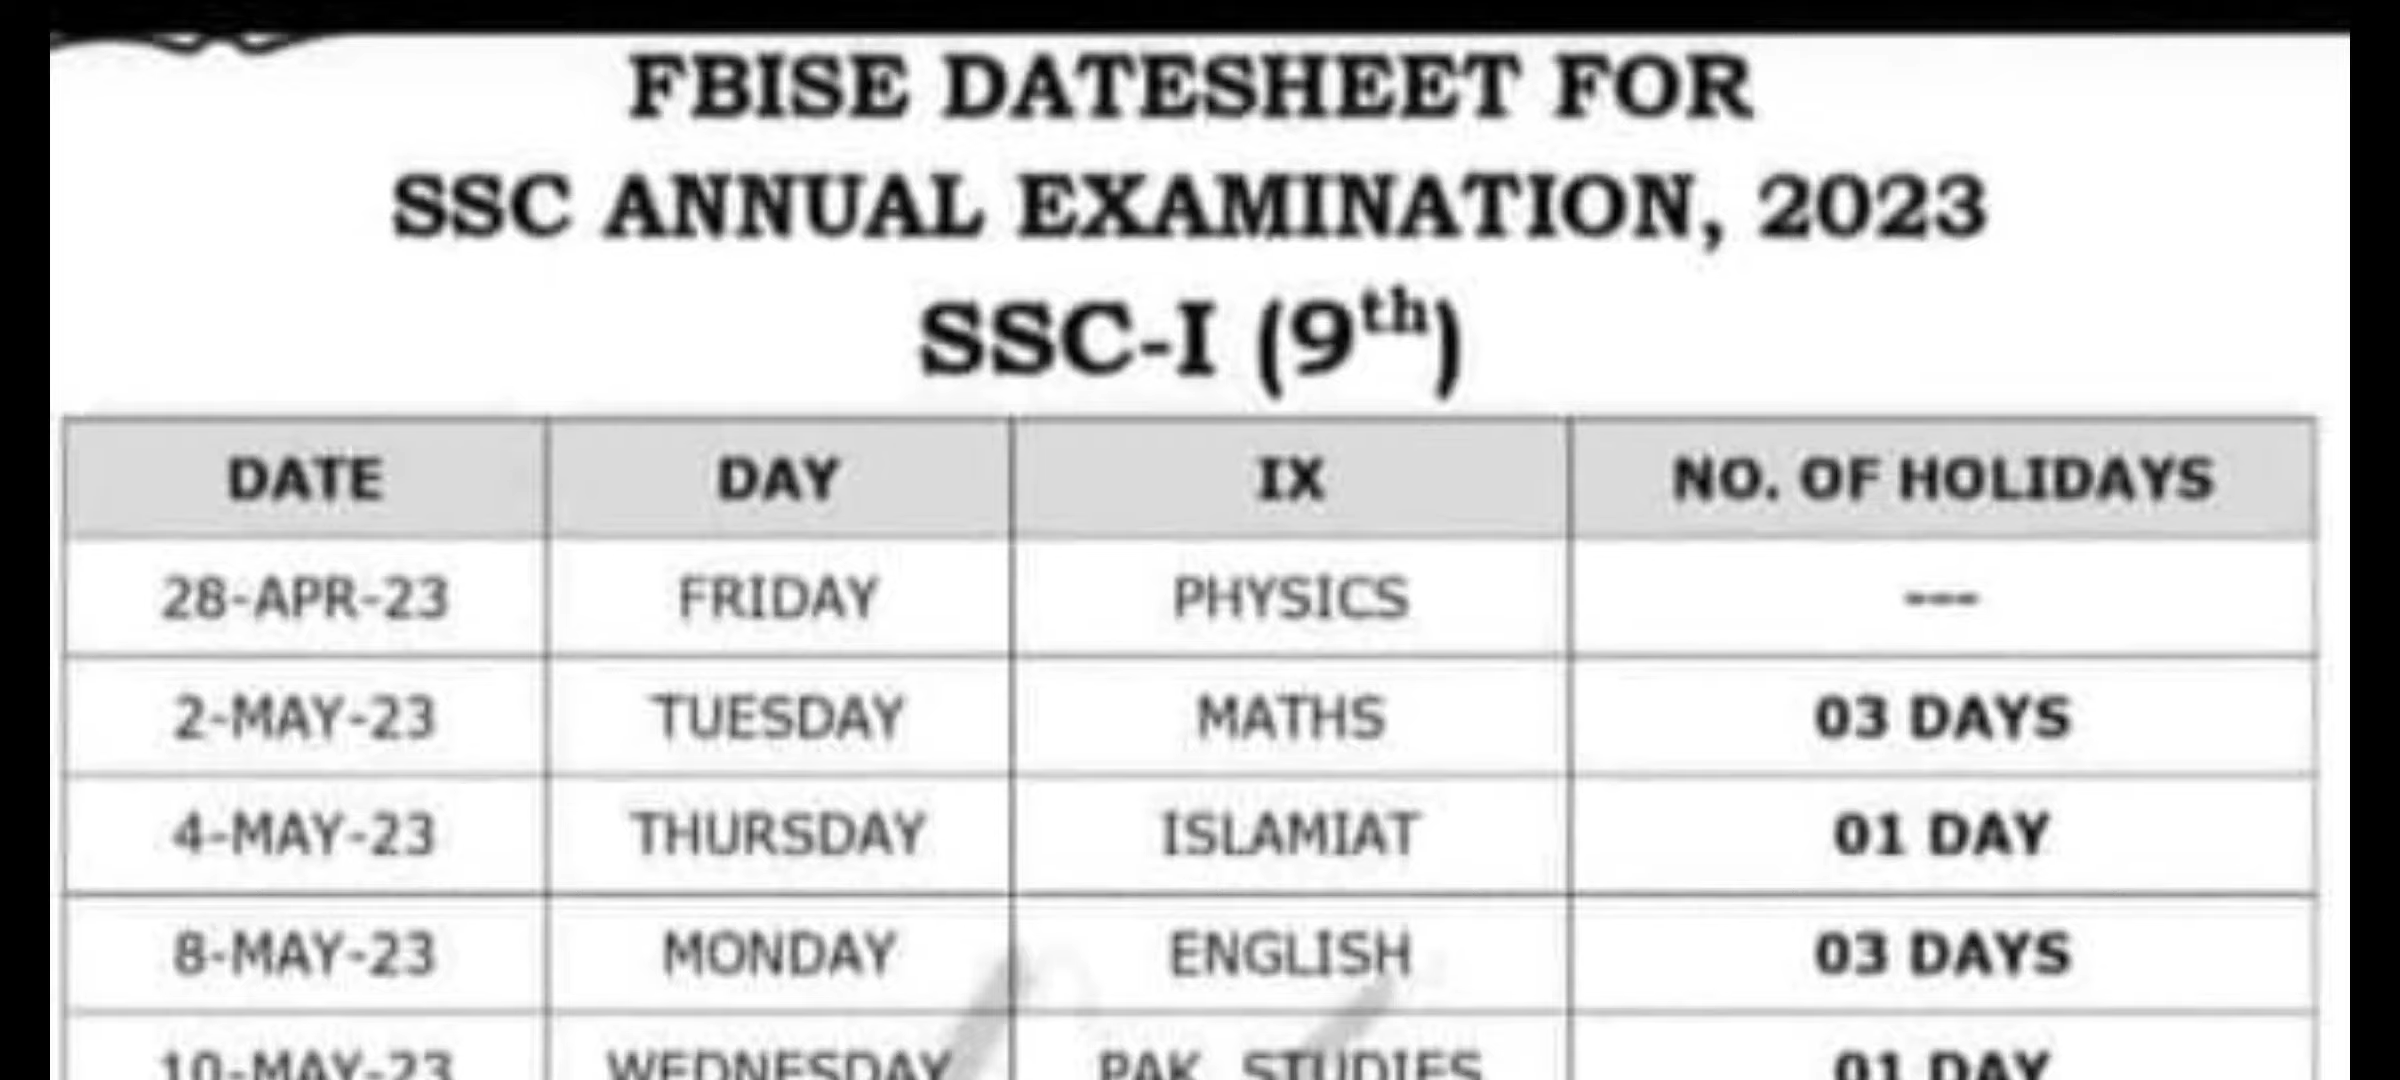 FBISE DATESHEET FOR
SSC ANNUAL EXAMINATION, 2023
SSC-I (9th)
DATE DAY IX NO. OF HOLIDAYS
28-APR-23 FRIDAY PHYSICS ---
2-MAY-23 TUESDAY MATHS 03 DAYS
4-MAY-23 THURSDAY ISLAMIAT 01 DAY
8-MAY-23 MONDAY ENGLISH 03 DAYS
10-MAY-23 WEDNESDAY PAK STUDIES 01 DAY